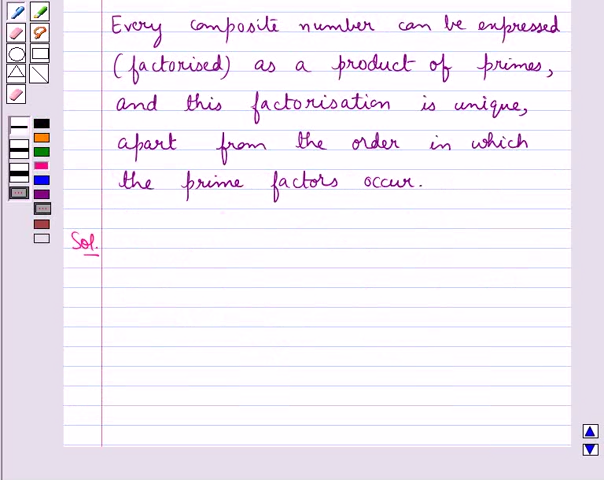 Every composite number can be expressed
(factorised) as a product of primes,
and this factorisation is unique,
apart from the order in which
the prime factors occur.
Sol.